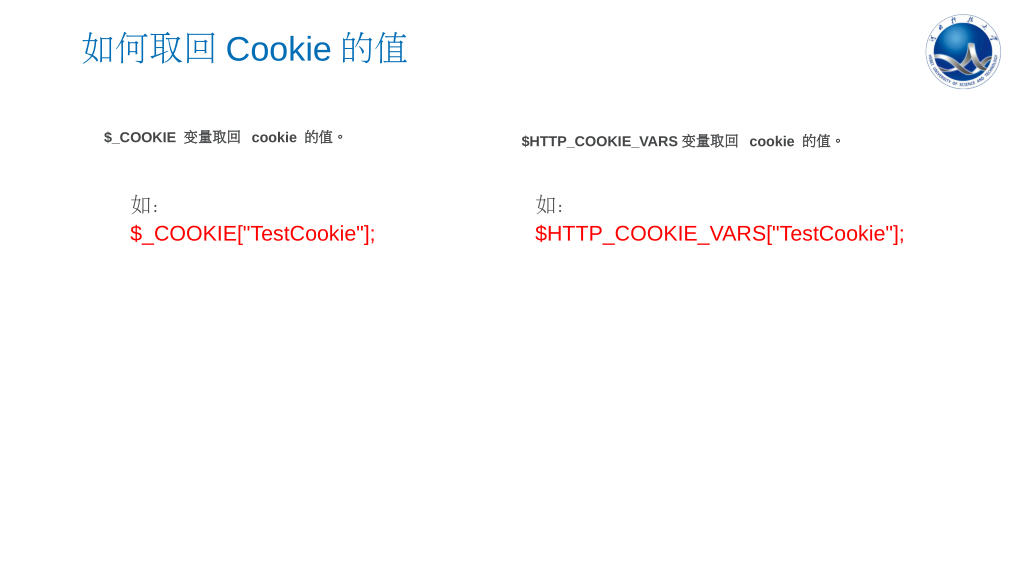 如何取回 Cookie 的值
$_COOKIE 变量取回 cookie 的值。
如:
$_COOKIE["TestCookie"];
$HTTP_COOKIE_VARS 变量取回 cookie 的值。
如:
$HTTP_COOKIE_VARS["TestCookie"];